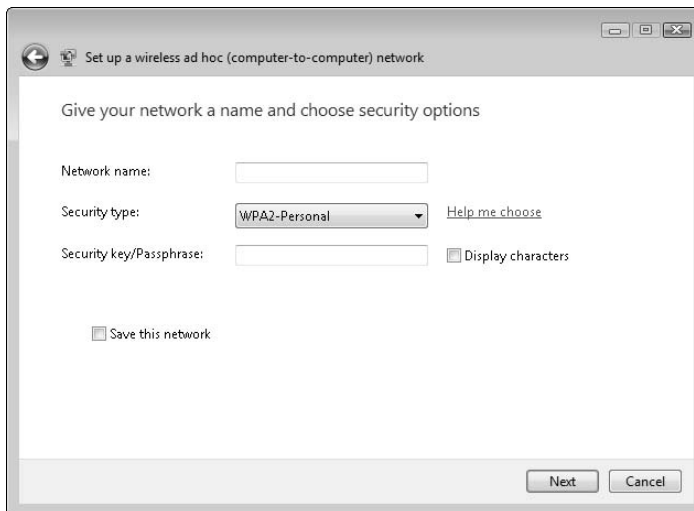 Set up a wireless ad hoc (computer-to-computer) network
Give your network a name and choose security options
Network name:
Security type: WPA2-Personal Help me choose
Security key/Passphrase: Display characters
Save this network
Next Cancel